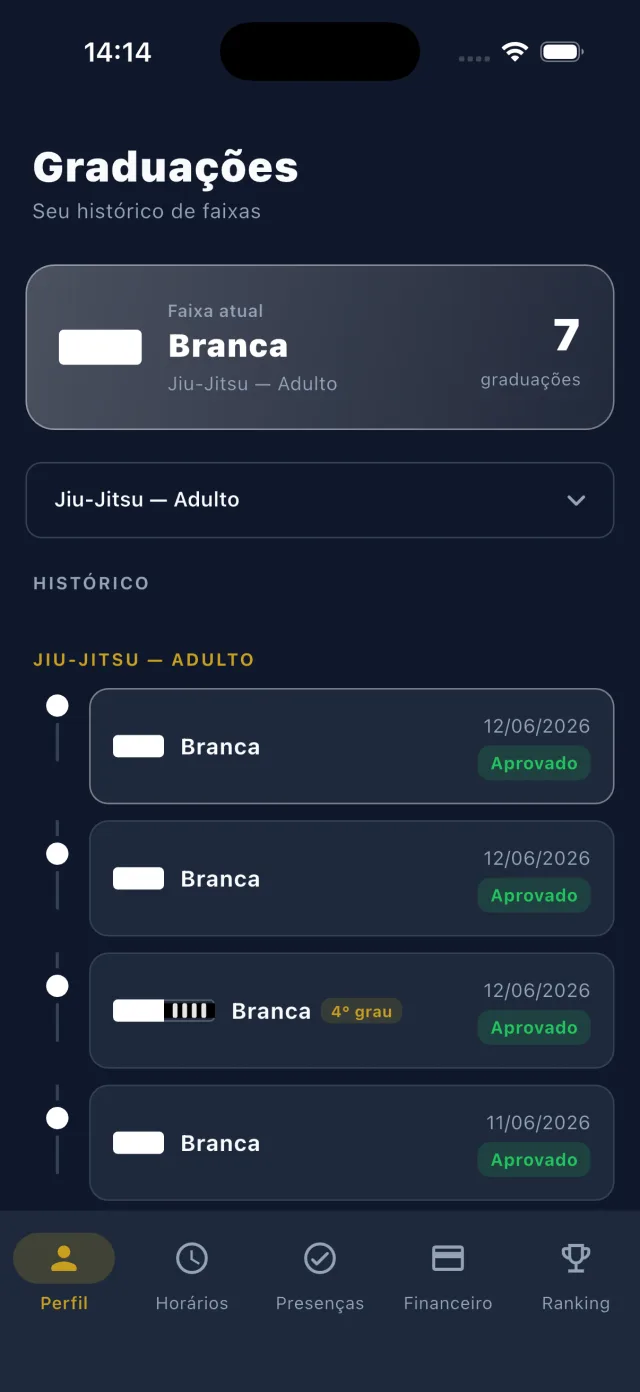 14:14
Graduações
Seu histórico de faixas
Faixa atual
Branca
Jiu-Jitsu — Adulto
7
graduações
Jiu-Jitsu — Adulto
HISTÓRICO
JIU-JITSU — ADULTO
Branca
12/06/2026
Aprovado
Branca
12/06/2026
Aprovado
Branca
4º grau
12/06/2026
Aprovado
Branca
11/06/2026
Aprovado
Perfil
Horários
Presenças
Financeiro
Ranking